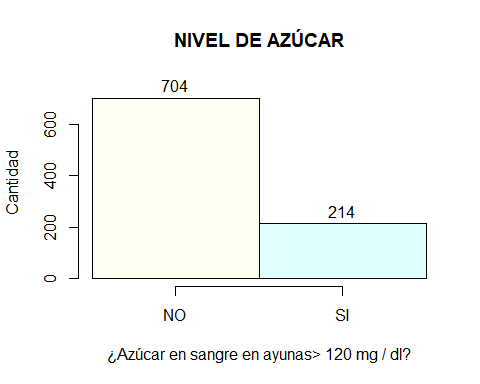 NIVEL DE AZÚCAR
704
214
Cantidad
600
400
200
0
NO
SI
¿Azúcar en sangre en ayunas> 120 mg / dl?